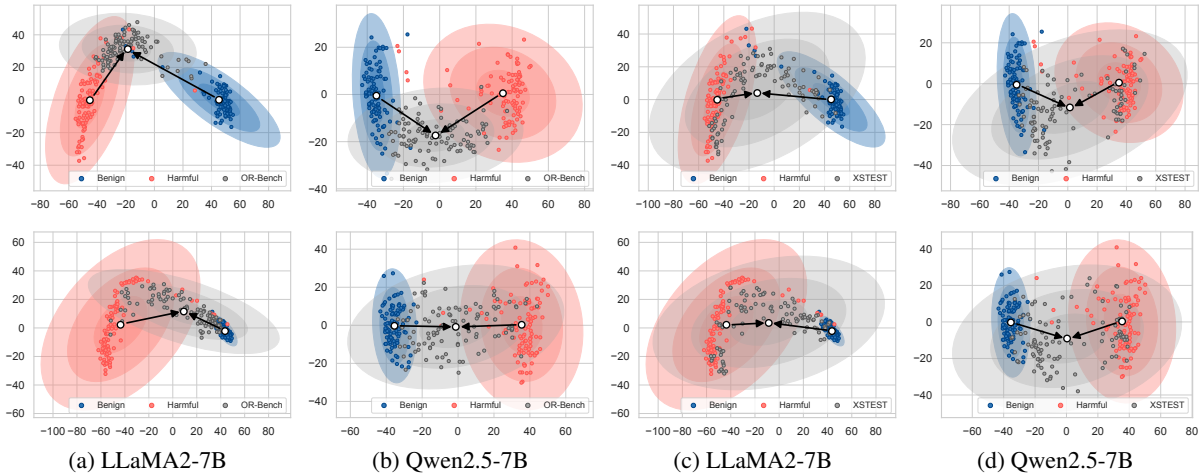 40
20
0
−20
−40
Benign Harmful OR-Bench
−80 −60 −40 −20 0 20 40 60 80
20
0
−20
−40
Benign Harmful OR-Bench
−40 0 40 80
40
20
0
−20
−40
Benign Harmful XSTEST
−100 −80 −60 −40 −20 0 20 40 60 80
40
20
0
−20
−40
Benign Harmful XSTEST
−80 −60 −40 −20 0 20 40 60 80
60
40
20
0
−20
−40
−60
Benign Harmful OR-Bench
−100 −80 −60 −40 −20 0 20 40 60 80
40
20
0
−20
−40
Benign Harmful OR-Bench
−60 −40 −20 0 20 40 60
60
40
20
0
−20
−40
−60
Benign Harmful XSTEST
−100 −80 −60 −40 −20 0 20 40 60 80
40
20
0
−20
−40
Benign Harmful XSTEST
−80 −60 −40 −20 0 20 40 60 80
(a) LLaMA2-7B (b) Qwen2.5-7B (c) LLaMA2-7B (d) Qwen2.5-7B